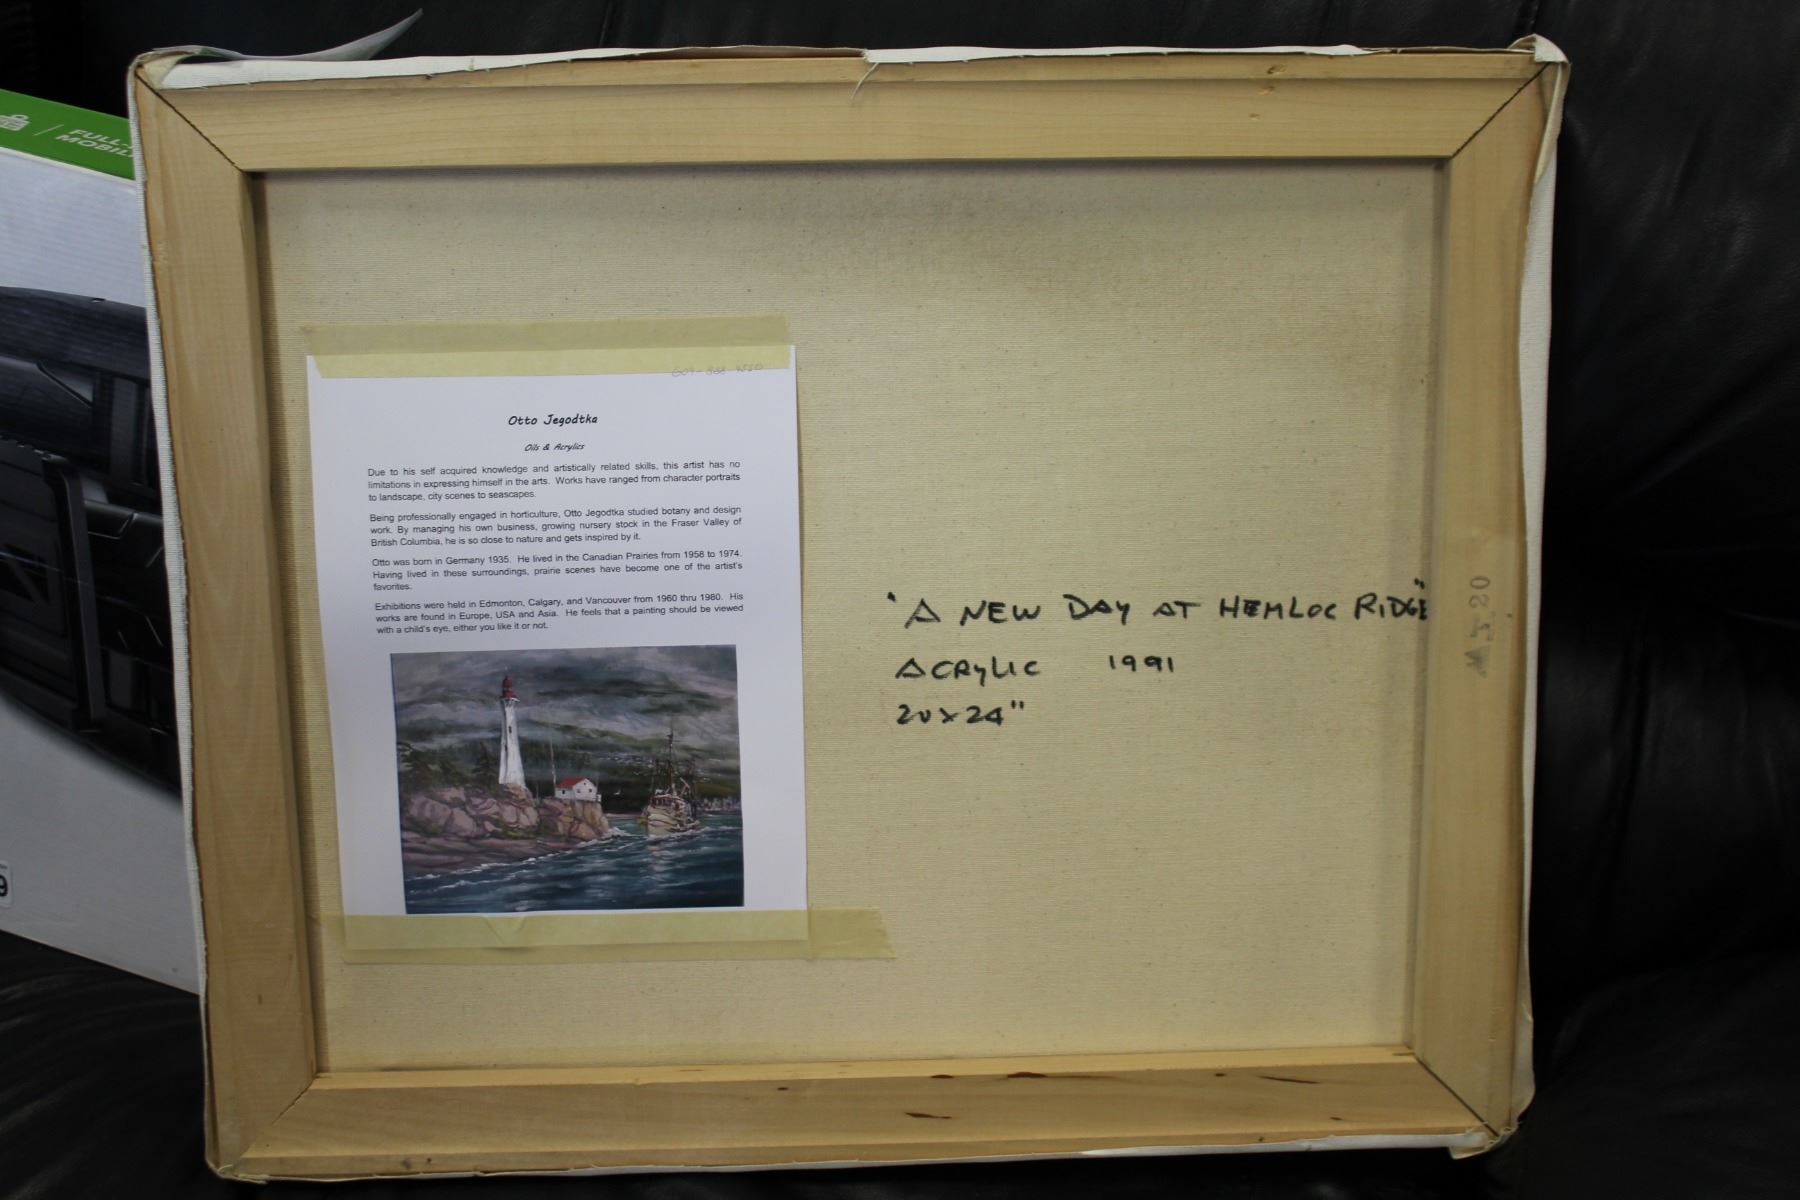 FULL-
MOBIL
Otto Jegodtka
Oils & Acrylics
Due to his self acquired knowledge and artistically related skills, this artist has no
limitations in expressing himself in the arts. Works have ranged from character portraits
to landscape, city scenes to seascapes.
Being professionally engaged in horticulture, Otto Jegodtka studied botany and design
work. By managing his own business, growing nursery stock in the Fraser Valley of
British Columbia, he is so close to nature and gets inspired by it.
Otto was born in Germany 1935. He lived in the Canadian Prairies from 1958 to 1974.
Having lived in these surroundings, prairie scenes have become one of the artist's
favorites.
Exhibitions were held in Edmonton, Calgary, and Vancouver from 1960 thru 1980. His
works are found in Europe, USA and Asia. He feels that a painting should be viewed
with a child's eye, either you like it or not.
"A NEW DAY AT HEMLOC RIDGE"
ACRYLIC 1991
20x24"
20
9